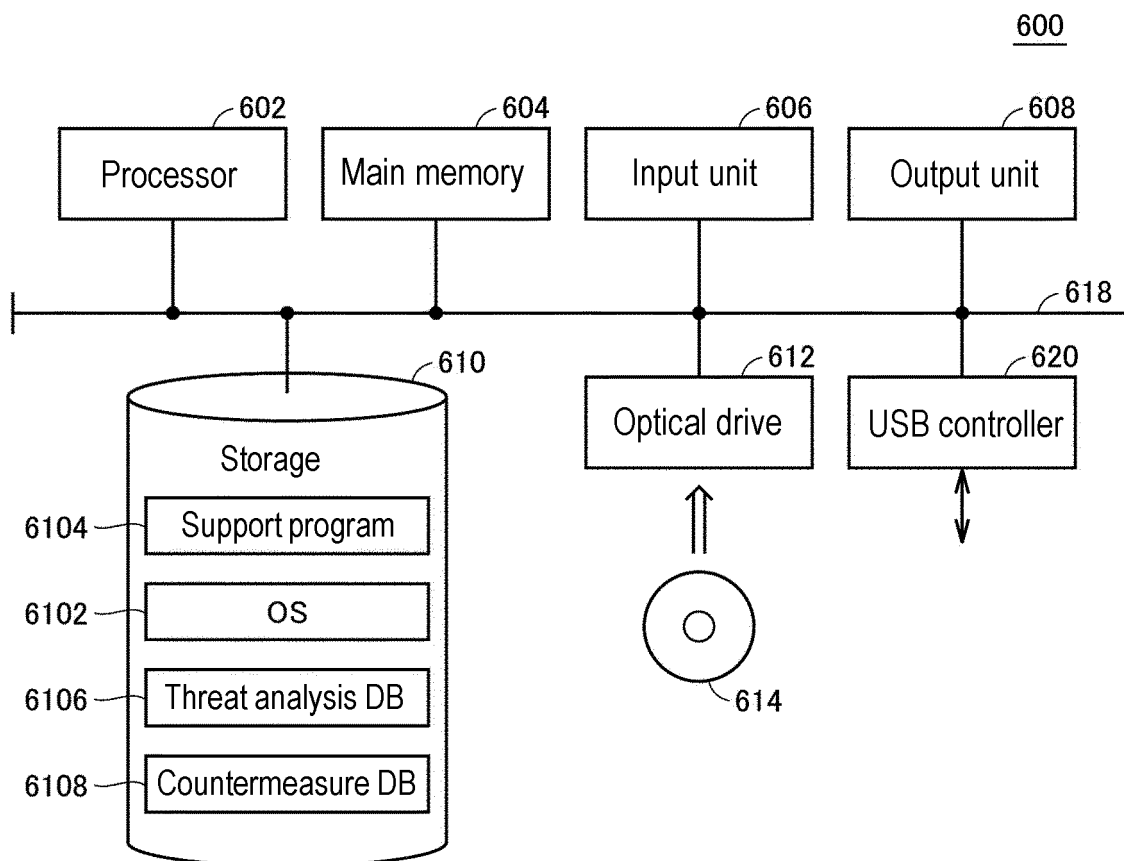 600
602
604
606
608
Processor
Main memory
Input unit
Output unit
618
610
612
620
Optical drive
USB controller
Storage
6104
Support program
6102
OS
6106
Threat analysis DB
614
6108
Countermeasure DB